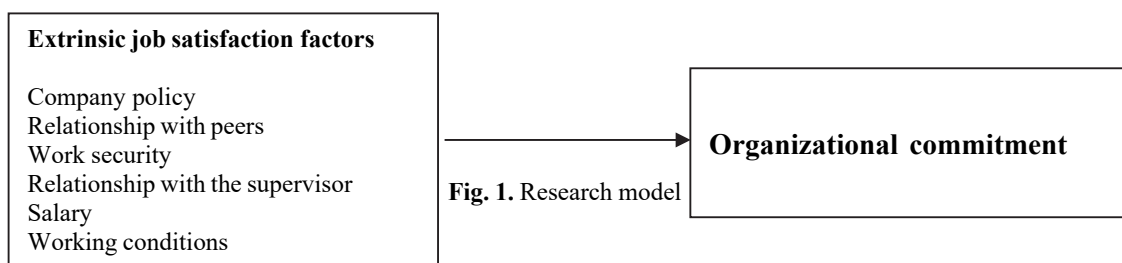 Extrinsic job satisfaction factors
Company policy
Relationship with peers
Work security
Relationship with the supervisor
Salary
Working conditions
Fig. 1. Research model
Organizational commitment